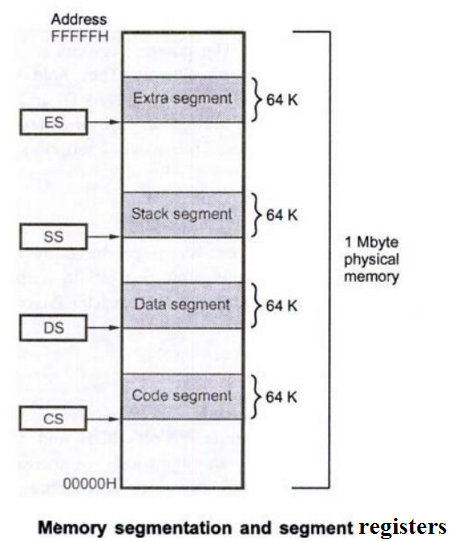 Address
FFFFFH
Extra segment
64 K
ES
Stack segment
64 K
SS
1 Mbyte
physical
memory
Data segment
64 K
DS
Code segment
64 K
CS
00000H
Memory segmentation and segment registers